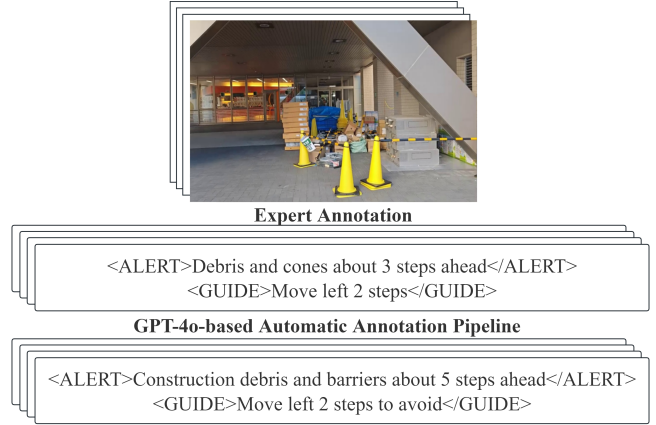 Expert Annotation
<ALERT>Debris and cones about 3 steps ahead</ALERT>
<GUIDE>Move left 2 steps</GUIDE>
GPT-4o-based Automatic Annotation Pipeline
<ALERT>Construction debris and barriers about 5 steps ahead</ALERT>
<GUIDE>Move left 2 steps to avoid</GUIDE>